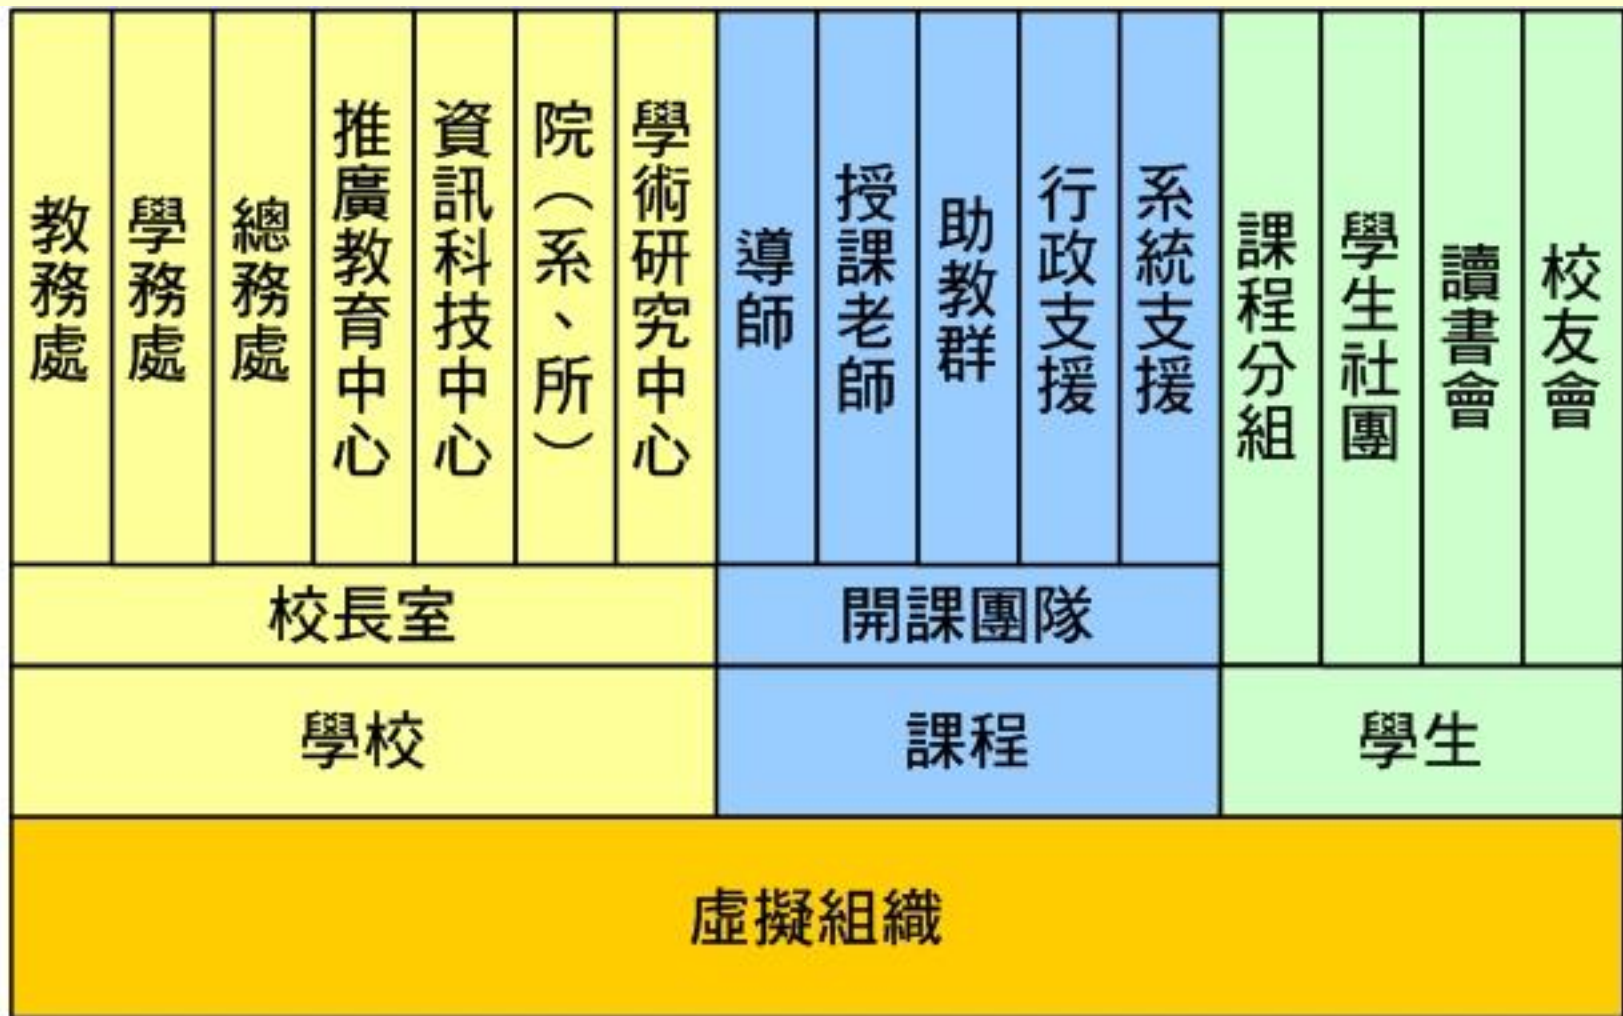 教務處
學務處
總務處
推廣教育中心
資訊科技中心
院（系、所）
學術研究中心
導師
授課老師
助教群
行政支援
系統支援
課程分組
學生社團
讀書會
校友會
校長室
開課團隊
學校
課程
學生
虛擬組織